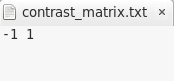 contrast_matrix.txt ×
-1 1